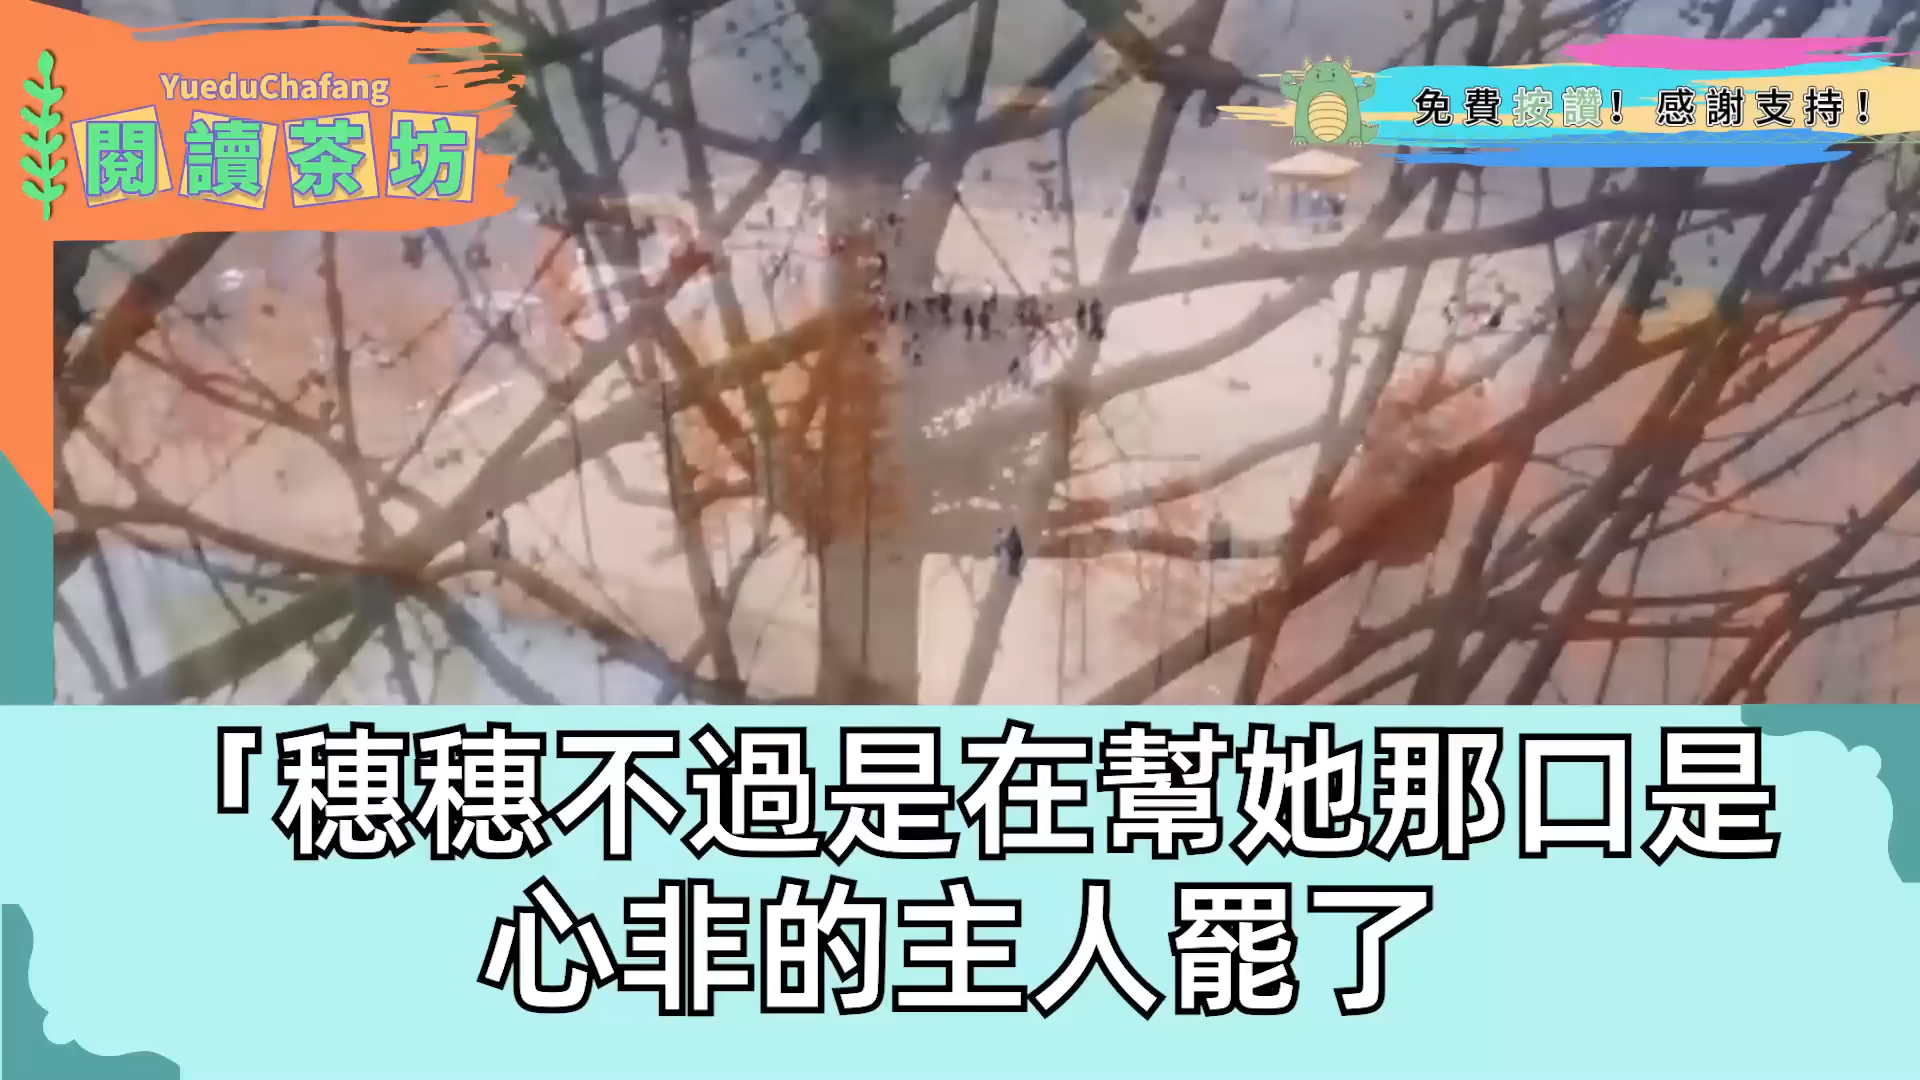 YueduChafang
閱讀茶坊
免費按讚！感謝支持！
「穗穗不過是在幫她那口是
心非的主人罷了